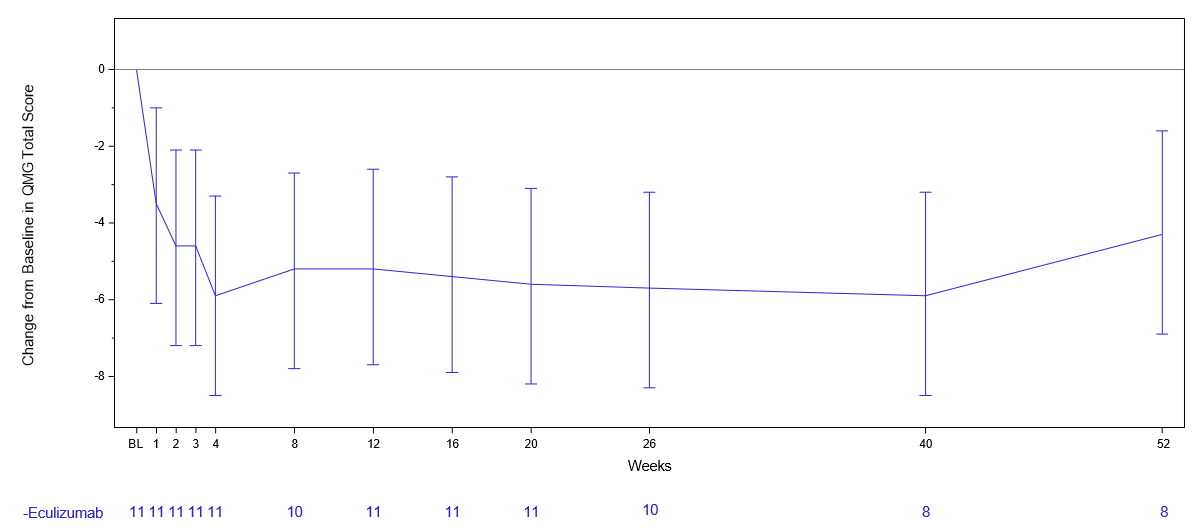 Change from Baseline in QMG Total Score
0
-2
-4
-6
-8
BL 1 2 3 4 8 12 16 20 26 40 52
Weeks
-Eculizumab 11 11 11 11 11 10 11 11 11 10 8 8